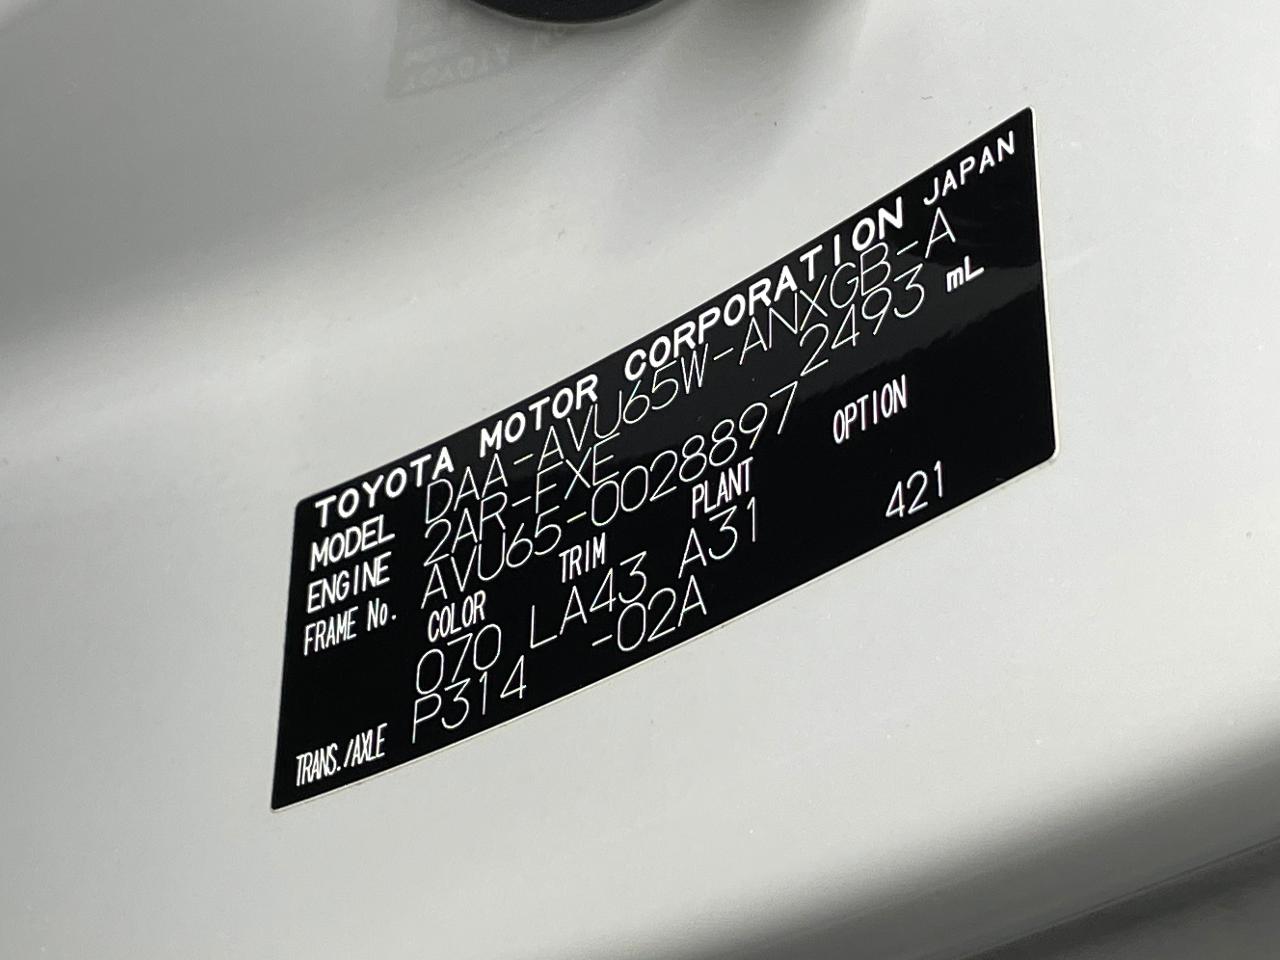 TOYOTA MOTOR CORPORATION JAPAN
MODEL DAA-AVU65W-ANXGB-A
ENGINE 2AR-FXE 2493 mL
FRAME No. AVU65-0028897
COLOR TRIM PLANT OPTION
070 LA43 A31 421
TRANS./AXLE P314 -02A